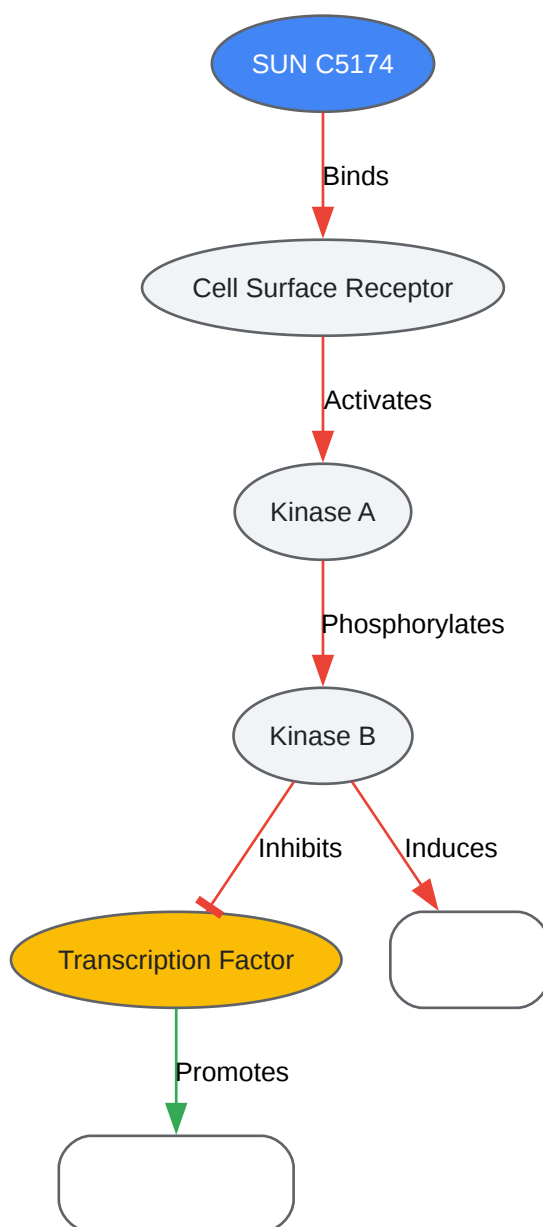 SUN C5174
Binds
Cell Surface Receptor
Activates
Kinase A
Phosphorylates
Kinase B
Inhibits
Induces
Transcription Factor
Promotes